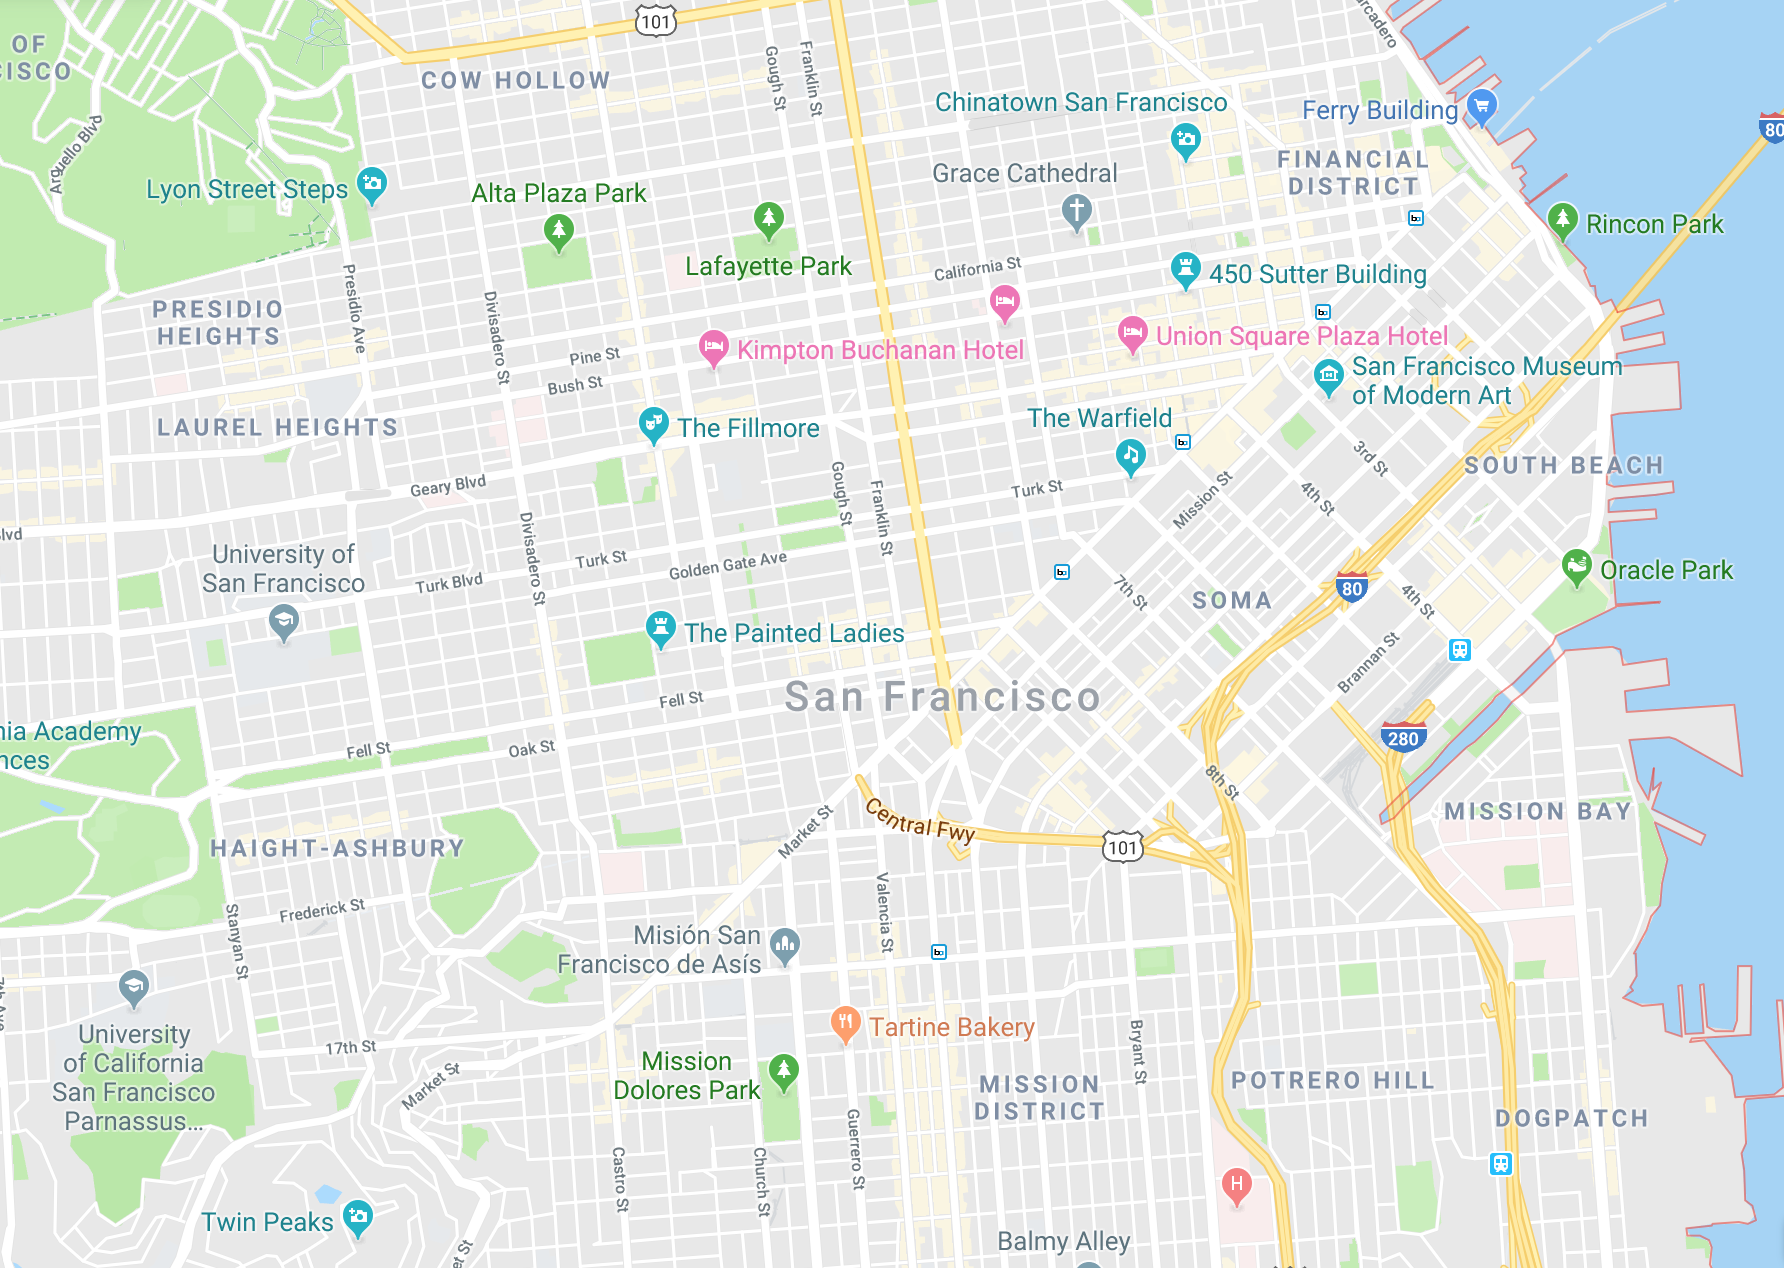 OF
CISCO
101
COW HOLLOW
Gough St
Franklin St
Embarcadero
Chinatown San Francisco
Ferry Building
80
Arguello Blvd
FINANCIAL
DISTRICT
Grace Cathedral
Lyon Street Steps
Alta Plaza Park
Rincon Park
Lafayette Park
California St
450 Sutter Building
PRESIDIO
HEIGHTS
Presidio Ave
Divisadero St
Pine St
Bush St
Kimpton Buchanan Hotel
Union Square Plaza Hotel
San Francisco Museum
of Modern Art
LAUREL HEIGHTS
The Fillmore
The Warfield
3rd St
SOUTH BEACH
Geary Blvd
Gough St
Franklin St
Turk St
Mission St
4th St
lvd
University of
San Francisco
Divisadero St
Turk St
Turk Blvd
Golden Gate Ave
7th St
SOMA
80
4th St
Oracle Park
The Painted Ladies
Brannan St
Fell St
San Francisco
nia Academy
nces
Fell St
Oak St
280
8th St
HAIGHT-ASHBURY
Market St
Central Fwy
101
MISSION BAY
Frederick St
Stanyan St
Valencia St
Misión San
Francisco de Asís
7th Ave
University
of California
San Francisco
Parnassus...
17th St
Market St
Tartine Bakery
Mission
Dolores Park
Bryant St
MISSION
DISTRICT
POTRERO HILL
DOGPATCH
Guerrero St
Castro St
Church St
H
Twin Peaks
et St
Balmy Alley